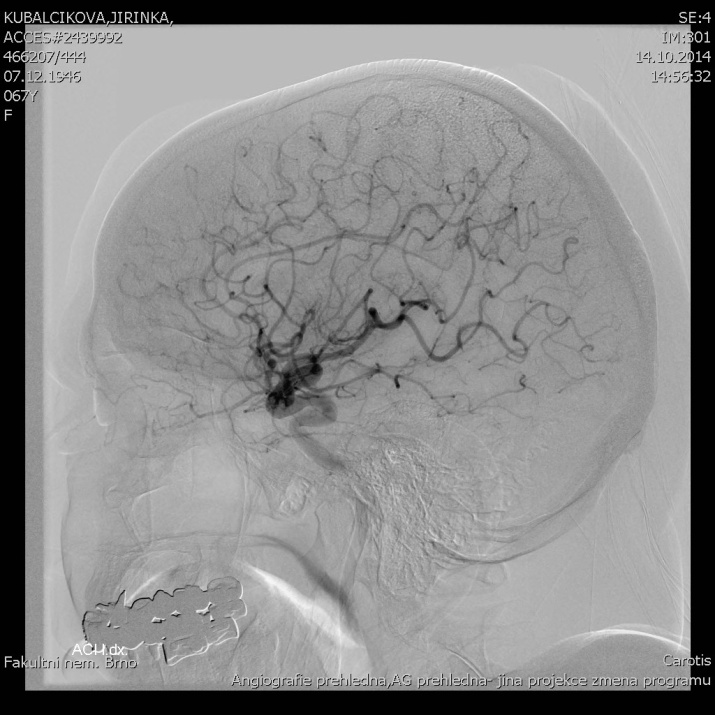 KUBALCIKOVA,JIRINKA,
ACCES#2439992
466207/444
07.12.1946
067Y
F
SE:4
IM:301
14.10.2014
14:56:32
ACH dx.
Fakultni nem. Brno
Carotis
Angiografie prehledna,AG prehledna- jina projekce zmena programu